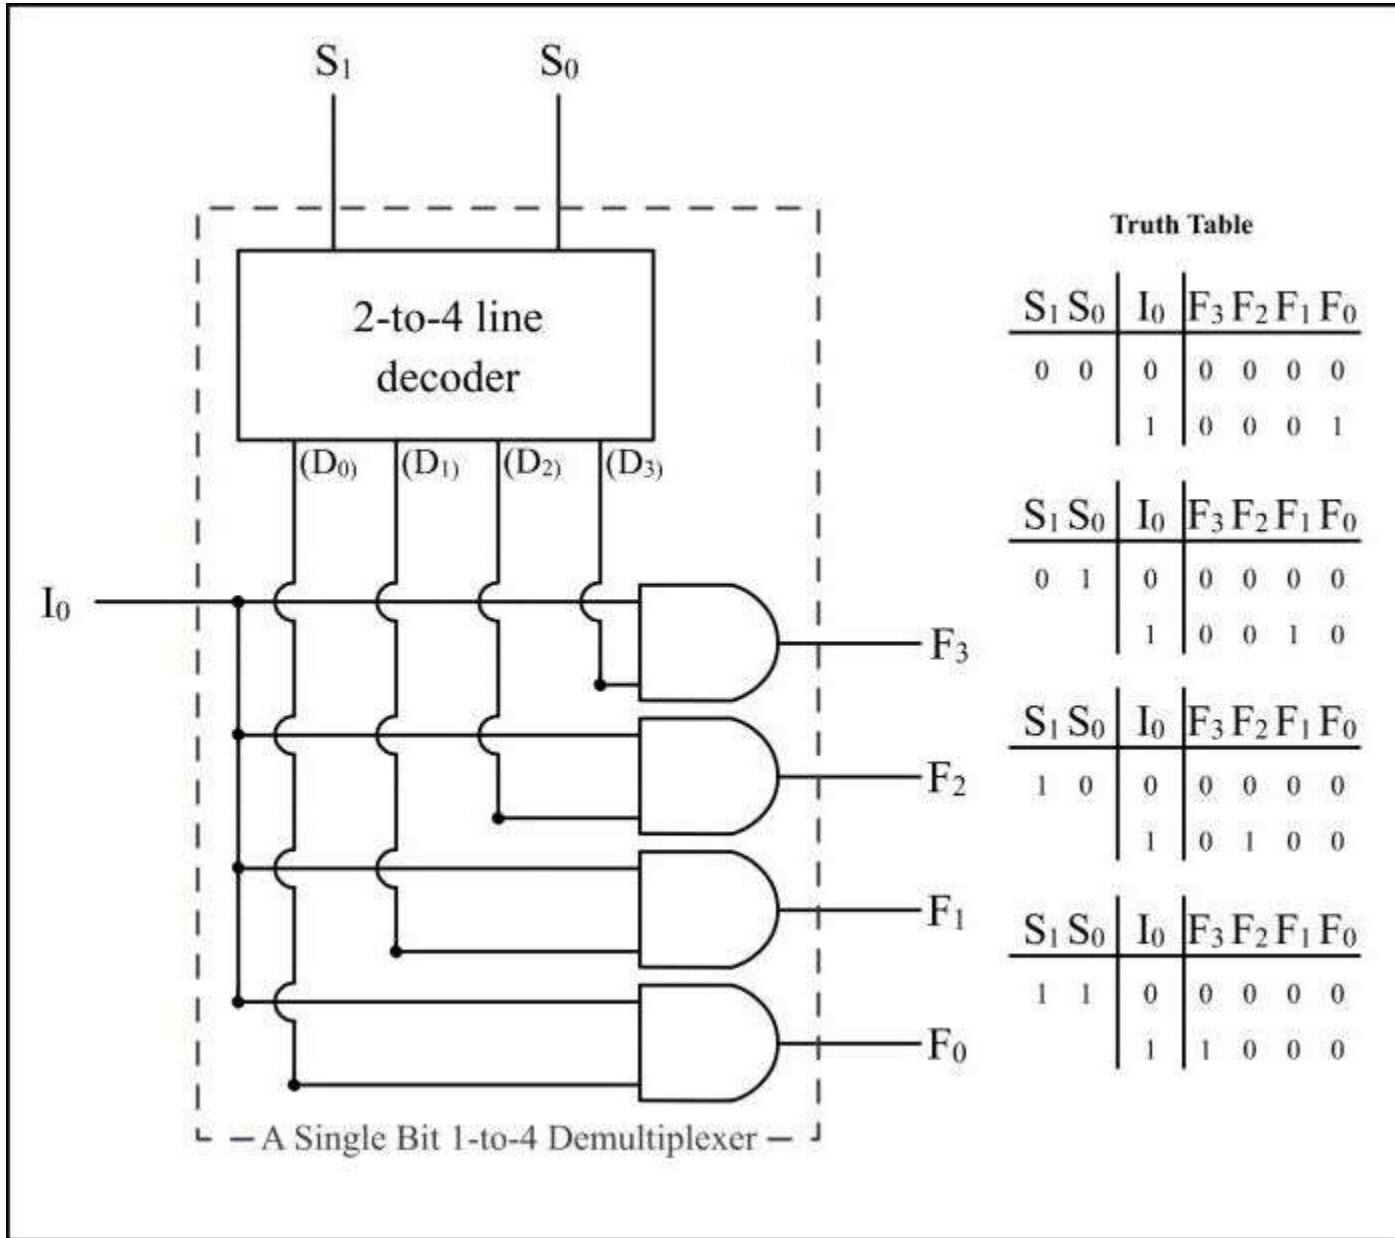 S₁ S₀
2-to-4 line
decoder
(D₀) (D₁) (D₂) (D₃)
I₀
F₃
F₂
F₁
F₀
A Single Bit 1-to-4 Demultiplexer
Truth Table
S₁ S₀ I₀ F₃ F₂ F₁ F₀
0 0 0 0 0 0 0
1 0 0 0 1
S₁ S₀ I₀ F₃ F₂ F₁ F₀
0 1 0 0 0 0 0
1 0 0 1 0
S₁ S₀ I₀ F₃ F₂ F₁ F₀
1 0 0 0 0 0 0
1 0 1 0 0
S₁ S₀ I₀ F₃ F₂ F₁ F₀
1 1 0 0 0 0 0
1 1 0 0 0